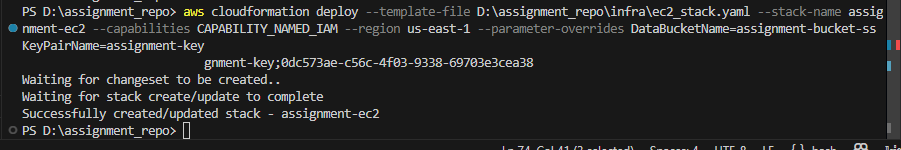 PS D:\assignment_repo> aws cloudformation deploy --template-file D:\assignment_repo\infra\ec2_stack.yaml --stack-name assig
nment-ec2 --capabilities CAPABILITY_NAMED_IAM --region us-east-1 --parameter-overrides DataBucketName=assignment-bucket-ss
KeyPairName=assignment-key
gnment-key;0dc573ae-c56c-4f03-9338-69703e3cea38
Waiting for changeset to be created..
Waiting for stack create/update to complete
Successfully created/updated stack - assignment-ec2
PS D:\assignment_repo>